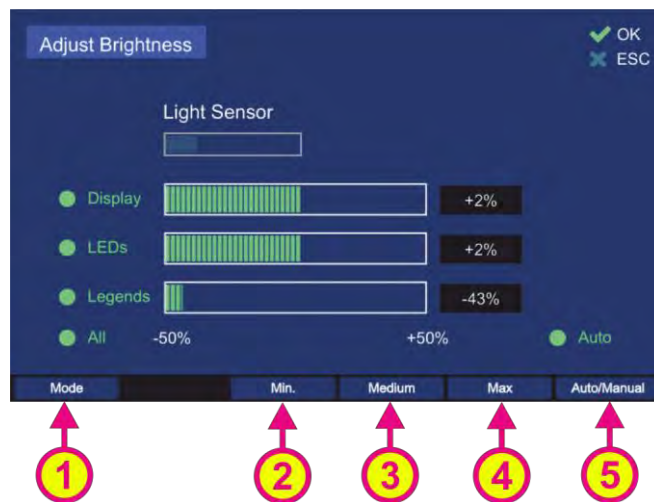 Adjust Brightness
OK
ESC
Light Sensor
Display +2%
LEDs +2%
Legends -43%
All -50% +50% Auto
Mode Min. Medium Max Auto/Manual
1 2 3 4 5